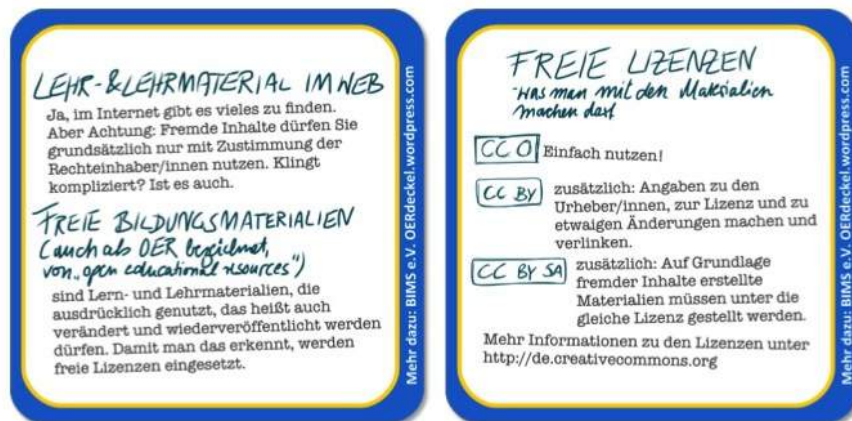 LEHR-&LEHRMATERIAL IM WEB
Ja, im Internet gibt es vieles zu finden.
Aber Achtung: Fremde Inhalte dürfen Sie
grundsätzlich nur mit Zustimmung der
Rechteinhaber/innen nutzen. Klingt
kompliziert? Ist es auch.
FREIE BILDUNGSMATERIALIEN
(auch als OER bezeichnet,
von „open educational resources")
sind Lern- und Lehrmaterialien, die
ausdrücklich genutzt, das heißt auch
verändert und wiederveröffentlicht werden
dürfen. Damit man das erkennt, werden
freie Lizenzen eingesetzt.
Mehr dazu: BIMS e.V. OERdeckel.wordpress.com
FREIE LIZENZEN
-was man mit den Materialien
machen darf
CC 0 Einfach nutzen!
CC BY zusätzlich: Angaben zu den
Urheber/innen, zur Lizenz und zu
etwaigen Änderungen machen und
verlinken.
CC BY SA zusätzlich: Auf Grundlage
fremder Inhalte erstellte
Materialien müssen unter die
gleiche Lizenz gestellt werden.
Mehr Informationen zu den Lizenzen unter
http://de.creativecommons.org
Mehr dazu: BIMS e.V. OERdeckel.wordpress.com